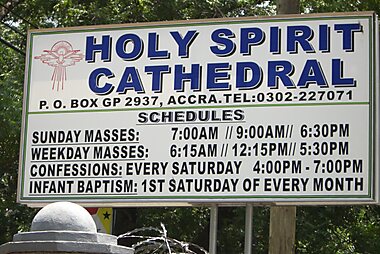 HOLY SPIRIT
CATHEDRAL
P. O. BOX GP 2937, ACCRA.TEL:0302-227071
SCHEDULES
SUNDAY MASSES: 7:00AM // 9:00AM// 6:30PM
WEEKDAY MASSES: 6:15AM // 12:15PM// 5:30PM
CONFESSIONS: EVERY SATURDAY 4:00PM - 7:00PM
INFANT BAPTISM: 1ST SATURDAY OF EVERY MONTH